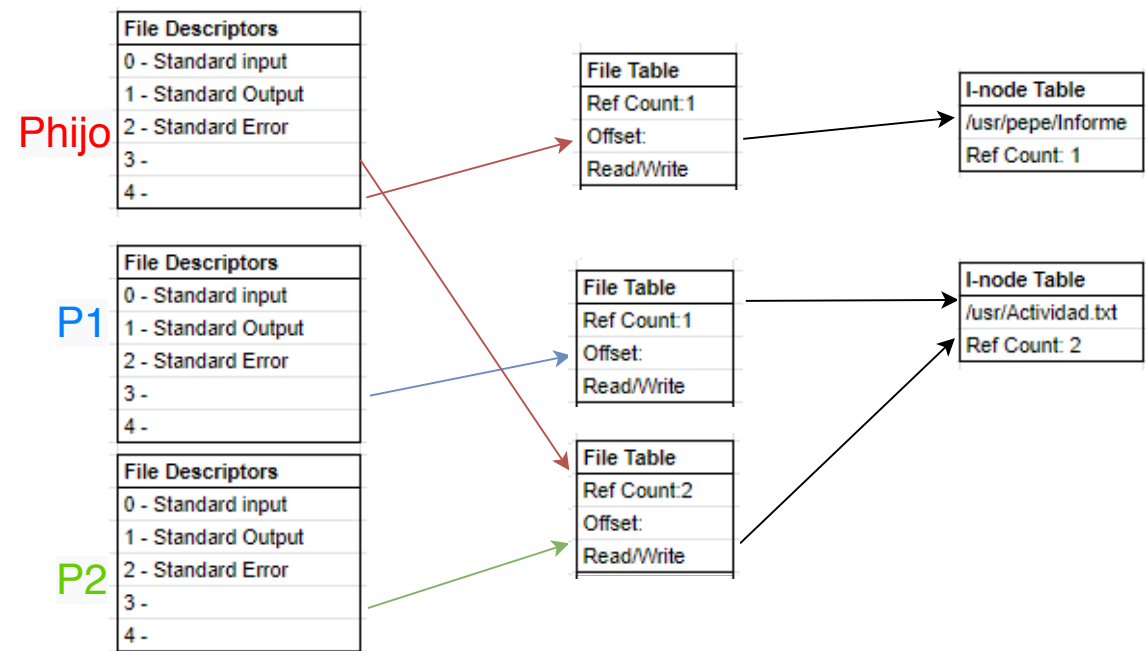 Phijo
File Descriptors
0 - Standard input
1 - Standard Output
2 - Standard Error
3 -
4 -
P1
File Descriptors
0 - Standard input
1 - Standard Output
2 - Standard Error
3 -
4 -
P2
File Descriptors
0 - Standard input
1 - Standard Output
2 - Standard Error
3 -
4 -
File Table
Ref Count:1
Offset:
Read/Write
File Table
Ref Count:1
Offset:
Read/Write
File Table
Ref Count:2
Offset:
Read/Write
I-node Table
/usr/pepe/Informe
Ref Count: 1
I-node Table
/usr/Actividad.txt
Ref Count: 2